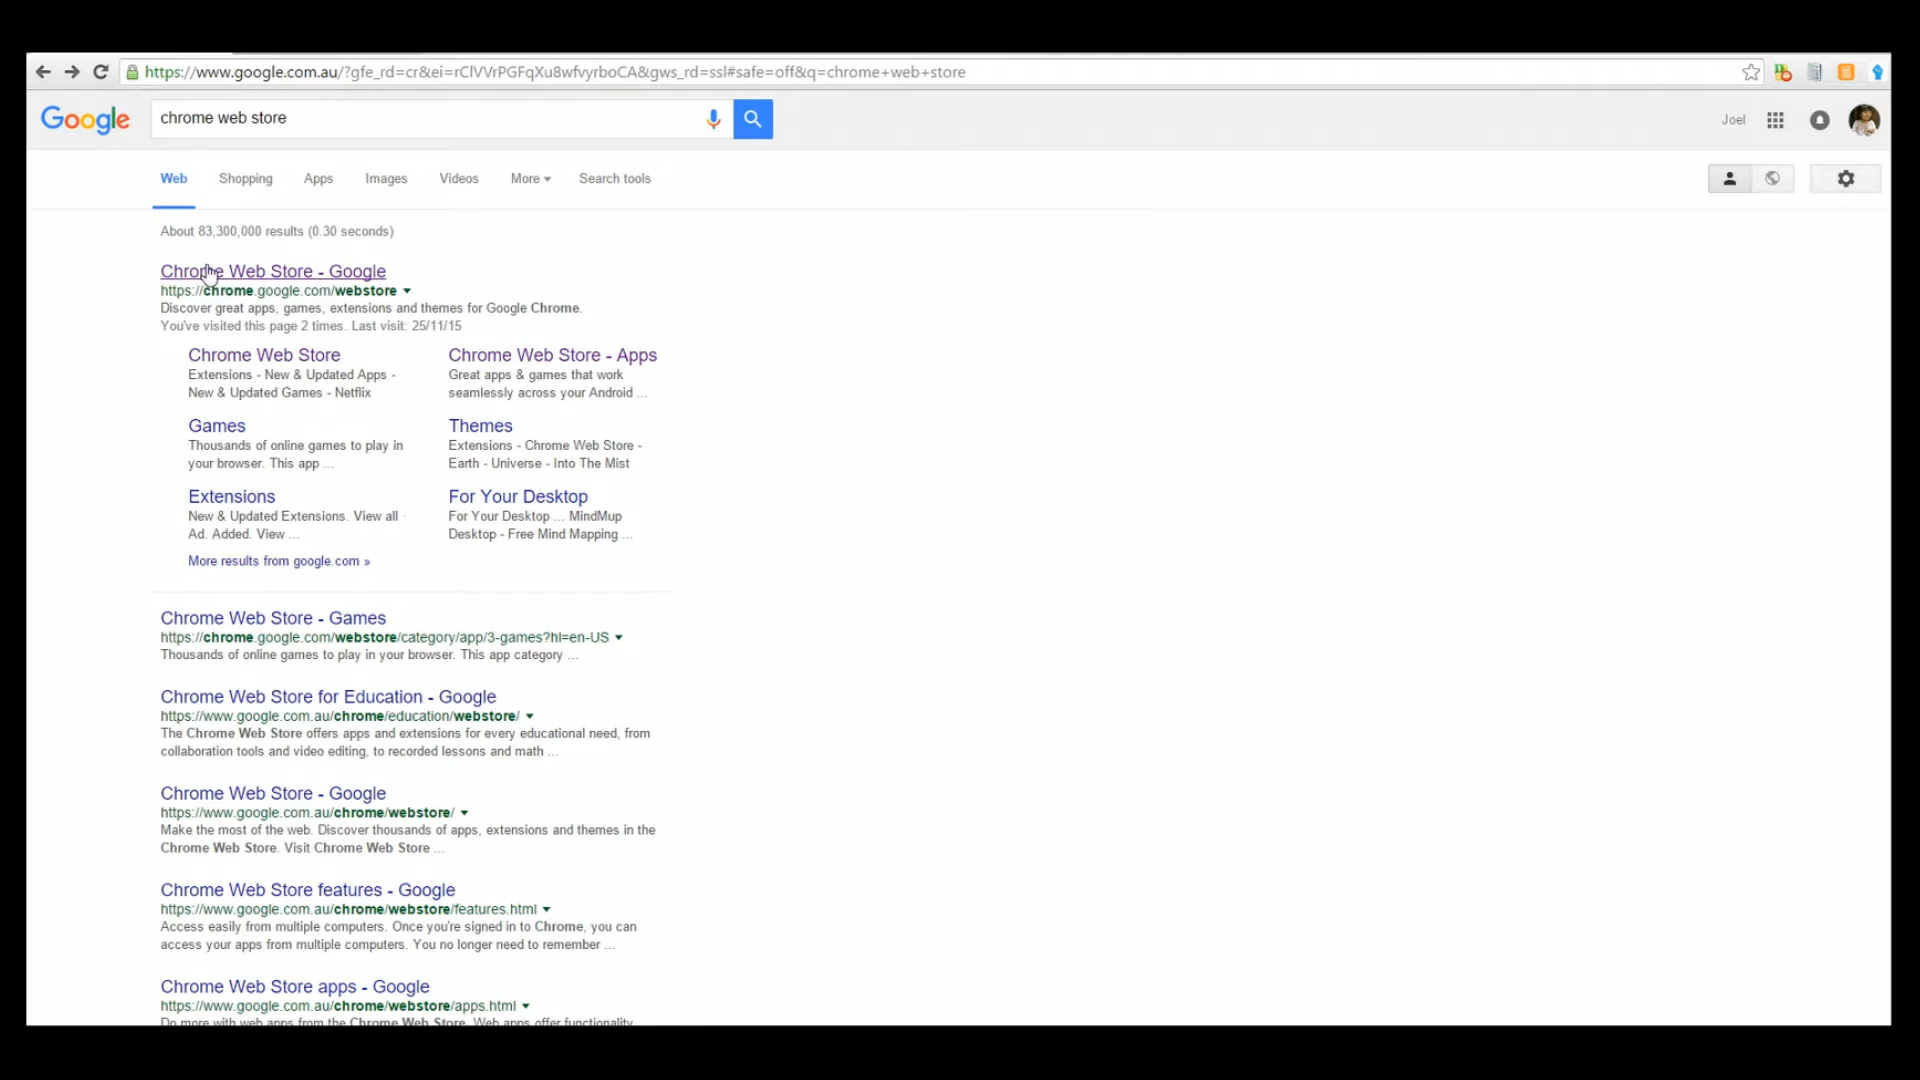 https://www.google.com.au/?gfe_rd=cr&ei=rClVVrPGFqXu8wfvyrboCA&gws_rd=ssl#safe=off&q=chrome+web+store
Google
chrome web store
Joel
Web Shopping Apps Images Videos More Search tools
About 83,300,000 results (0.30 seconds)
Chrome Web Store - Google
https://chrome.google.com/webstore
Discover great apps, games, extensions and themes for Google Chrome.
You've visited this page 2 times. Last visit: 25/11/15
Chrome Web Store
Extensions - New & Updated Apps -
New & Updated Games - Netflix
Chrome Web Store - Apps
Great apps & games that work
seamlessly across your Android ...
Games
Thousands of online games to play in
your browser. This app ...
Themes
Extensions - Chrome Web Store -
Earth - Universe - Into The Mist
Extensions
New & Updated Extensions. View all ·
Ad. Added. View ...
For Your Desktop
For Your Desktop ... MindMup
Desktop - Free Mind Mapping ...
More results from google.com »
Chrome Web Store - Games
https://chrome.google.com/webstore/category/app/3-games?hl=en-US
Thousands of online games to play in your browser. This app category ...
Chrome Web Store for Education - Google
https://www.google.com.au/chrome/education/webstore/
The Chrome Web Store offers apps and extensions for every educational need, from
collaboration tools and video editing, to recorded lessons and math ...
Chrome Web Store - Google
https://www.google.com.au/chrome/webstore/
Make the most of the web. Discover thousands of apps, extensions and themes in the
Chrome Web Store. Visit Chrome Web Store ...
Chrome Web Store features - Google
https://www.google.com.au/chrome/webstore/features.html
Access easily from multiple computers. Once you're signed in to Chrome, you can
access your apps from multiple computers. You no longer need to remember ...
Chrome Web Store apps - Google
https://www.google.com.au/chrome/webstore/apps.html
Do more with web apps from the Chrome Web Store. Web apps offer functionality